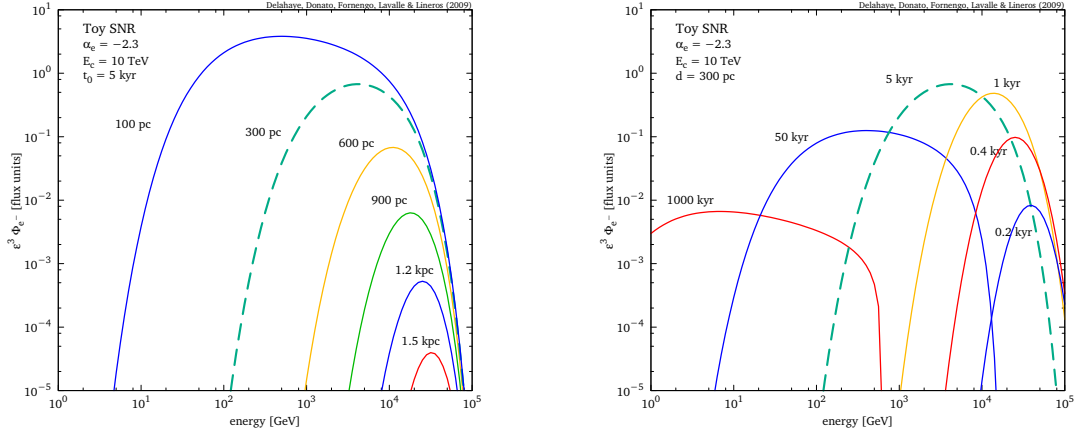 Delahaye, Donato, Fornengo, Lavalle & Lineros (2009)
Toy SNR
αe = −2.3
Ec = 10 TeV
t0 = 5 kyr
100 pc
300 pc
600 pc
900 pc
1.2 kpc
1.5 kpc
ε³ Φe⁻ [flux units]
10¹
10⁰
10⁻¹
10⁻²
10⁻³
10⁻⁴
10⁻⁵
10⁰ 10¹ 10² 10³ 10⁴ 10⁵
energy [GeV]
Delahaye, Donato, Fornengo, Lavalle & Lineros (2009)
Toy SNR
αe = −2.3
Ec = 10 TeV
d = 300 pc
5 kyr
1 kyr
50 kyr
0.4 kyr
1000 kyr
0.2 kyr
ε³ Φe⁻ [flux units]
10¹
10⁰
10⁻¹
10⁻²
10⁻³
10⁻⁴
10⁻⁵
10⁰ 10¹ 10² 10³ 10⁴ 10⁵
energy [GeV]